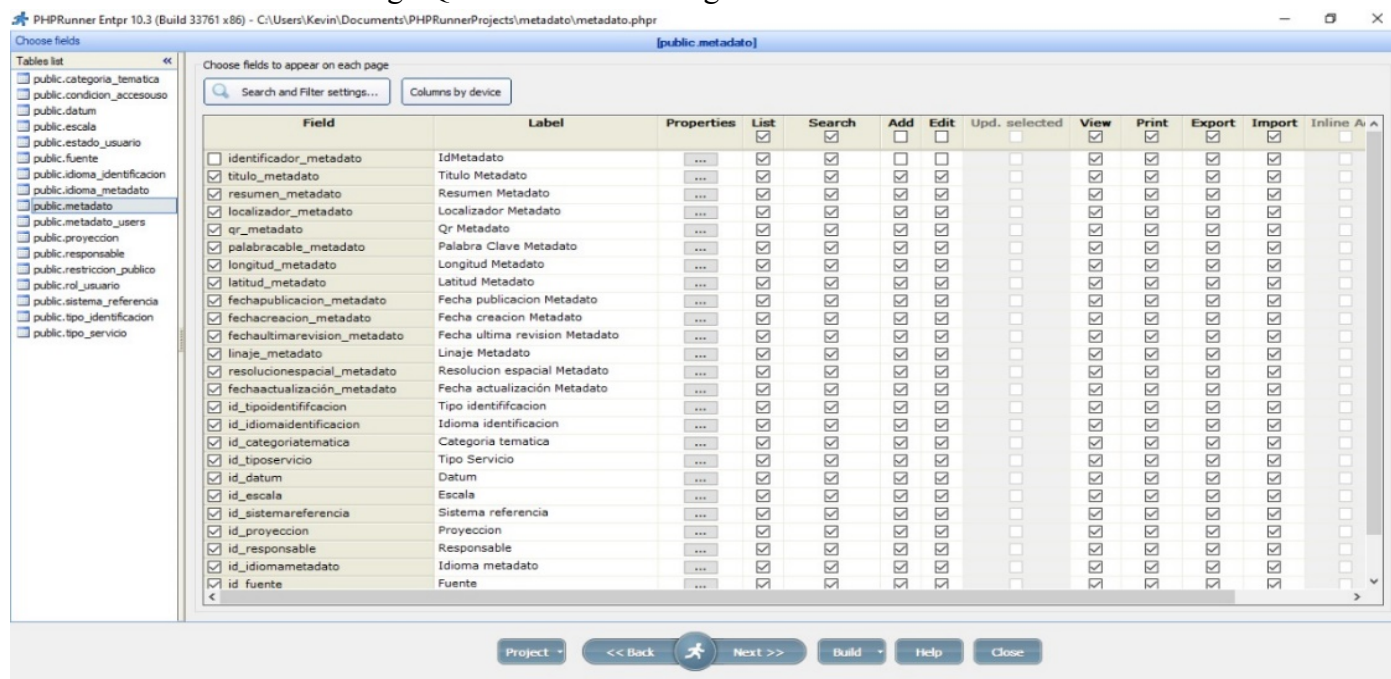 PHPRunner Entpr 10.3 (Build 33761 x86) - C:\Users\Kevin\Documents\PHPRunnerProjects\metadato\metadato.phpr
Choose fields
[public.metadato]
Tables list «
public.categoria_tematica
public.condicion_accesouso
public.datum
public.escala
public.estado_usuario
public.fuente
public.idioma_identificacion
public.idioma_metadato
public.metadato
public.metadato_users
public.proyeccion
public.responsable
public.restriccion_publico
public.rol_usuario
public.sistema_referencia
public.tipo_identificacion
public.tipo_servicio
Choose fields to appear on each page
Search and Filter settings... Columns by device
Field Label Properties List Search Add Edit Upd. selected View Print Export Import Inline
identificador_metadato IdMetadato ...
titulo_metadato Titulo Metadato ...
resumen_metadato Resumen Metadato ...
localizador_metadato Localizador Metadato ...
qr_metadato Qr Metadato ...
palabracable_metadato Palabra Clave Metadato ...
longitud_metadato Longitud Metadato ...
latitud_metadato Latitud Metadato ...
fechapublicacion_metadato Fecha publicacion Metadato ...
fechacreacion_metadato Fecha creacion Metadato ...
fechaultimarevision_metadato Fecha ultima revision Metadato ...
linaje_metadato Linaje Metadato ...
resolucionespacial_metadato Resolucion espacial Metadato ...
fechaactualización_metadato Fecha actualización Metadato ...
id_tipoidentififcacion Tipo identififcacion ...
id_idiomaidentificacion Idioma identificacion ...
id_categoriatematica Categoria tematica ...
id_tiposervicio Tipo Servicio ...
id_datum Datum ...
id_escala Escala ...
id_sistemareferencia Sistema referencia ...
id_proyeccion Proyeccion ...
id_responsable Responsable ...
id_idiomametadato Idioma metadato ...
id_fuente Fuente ...
Project << Back Next >> Build Help Close